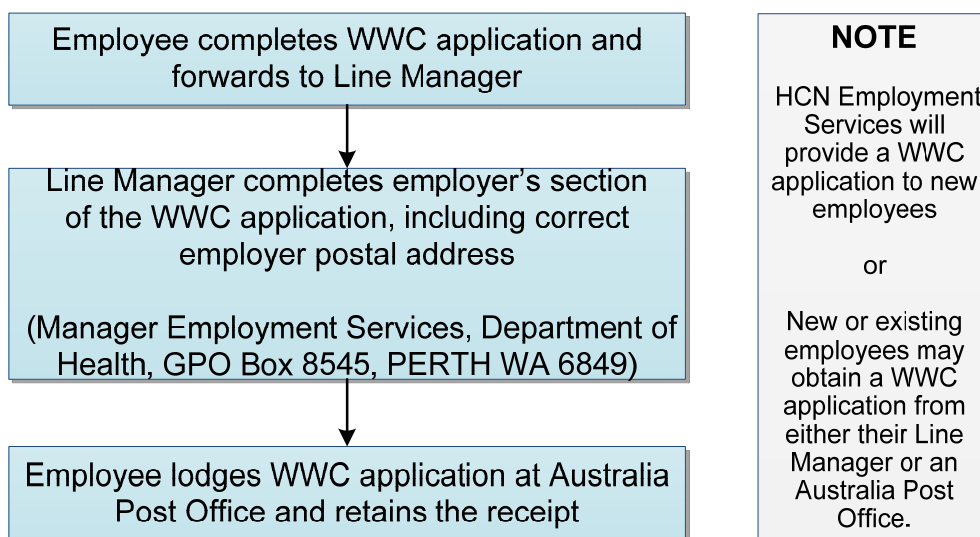 Employee completes WWC application and
forwards to Line Manager
Line Manager completes employer’s section
of the WWC application, including correct
employer postal address
(Manager Employment Services, Department of
Health, GPO Box 8545, PERTH WA 6849)
Employee lodges WWC application at Australia
Post Office and retains the receipt
NOTE
HCN Employment
Services will
provide a WWC
application to new
employees
or
New or existing
employees may
obtain a WWC
application from
either their Line
Manager or an
Australia Post
Office.